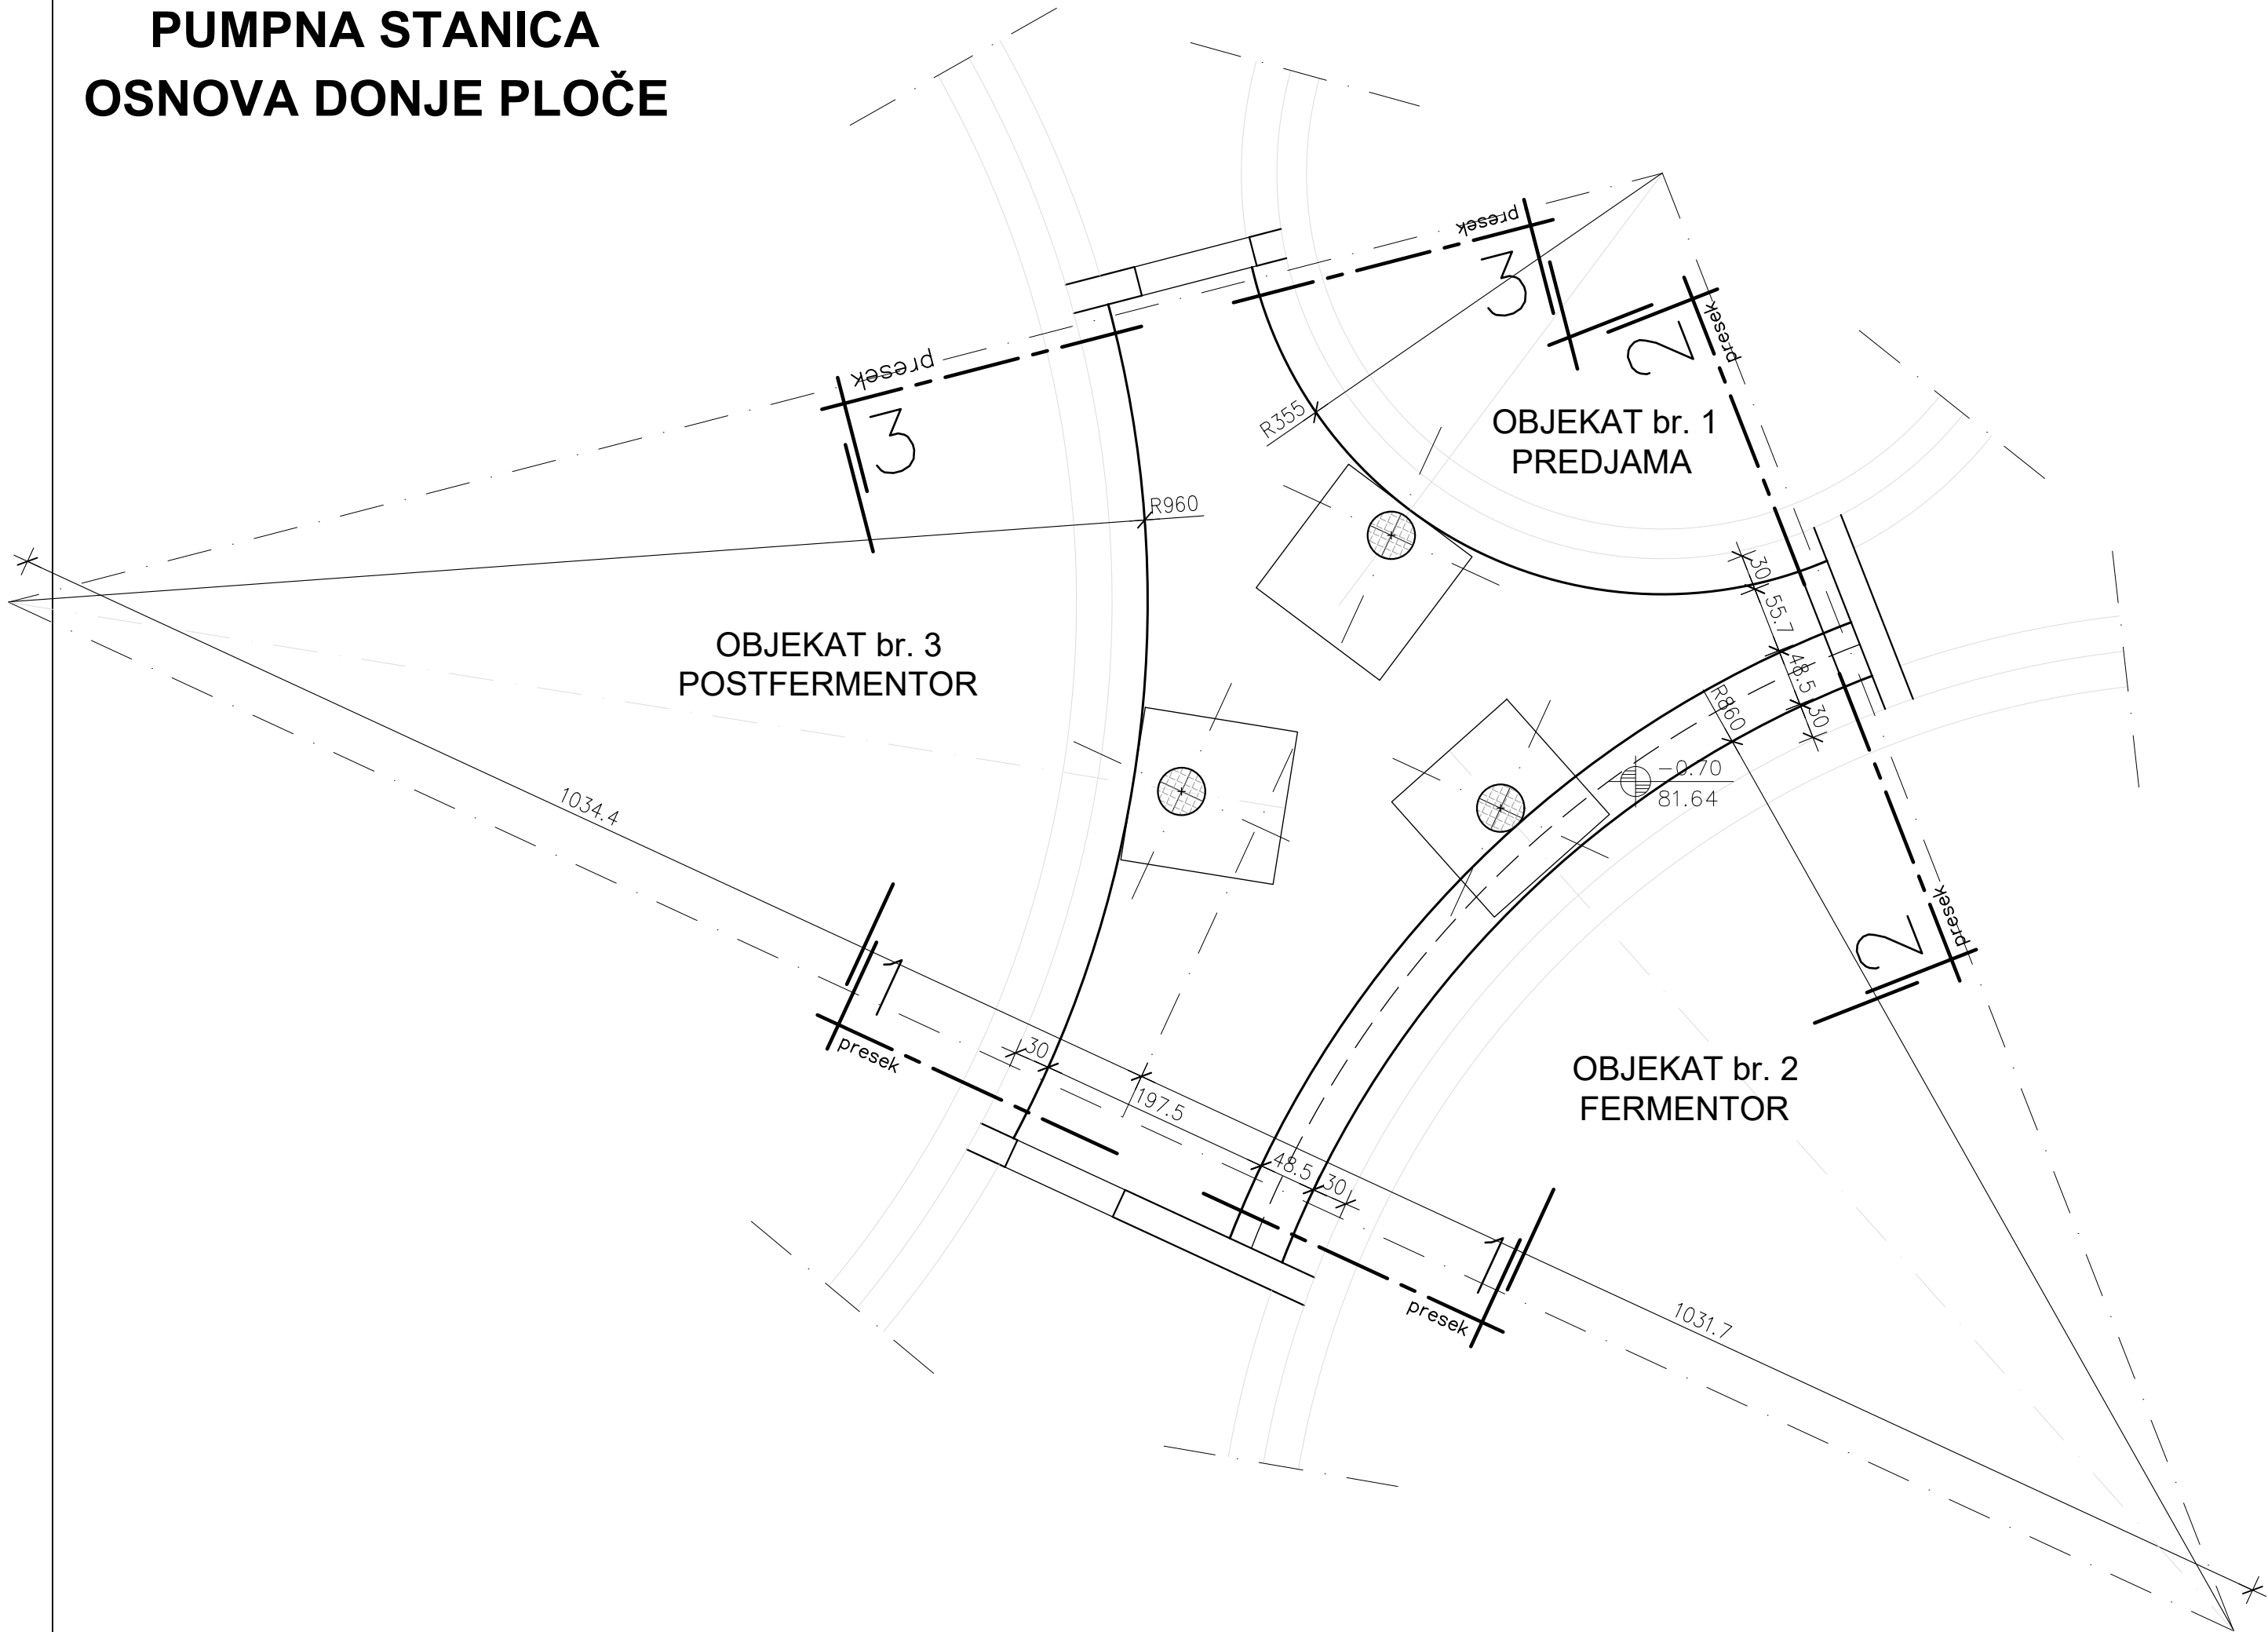 PUMPNA STANICA
OSNOVA DONJE PLOČE
presek
3
presek
3
presek
2
R355
OBJEKAT br. 1
PREDJAMA
R960
30
55.7
48.5
30
R860
-0.70
81.64
OBJEKAT br. 3
POSTFERMENTOR
1034.4
presek
2
1
presek
30
197.5
48.5
30
OBJEKAT br. 2
FERMENTOR
1
presek
1031.7